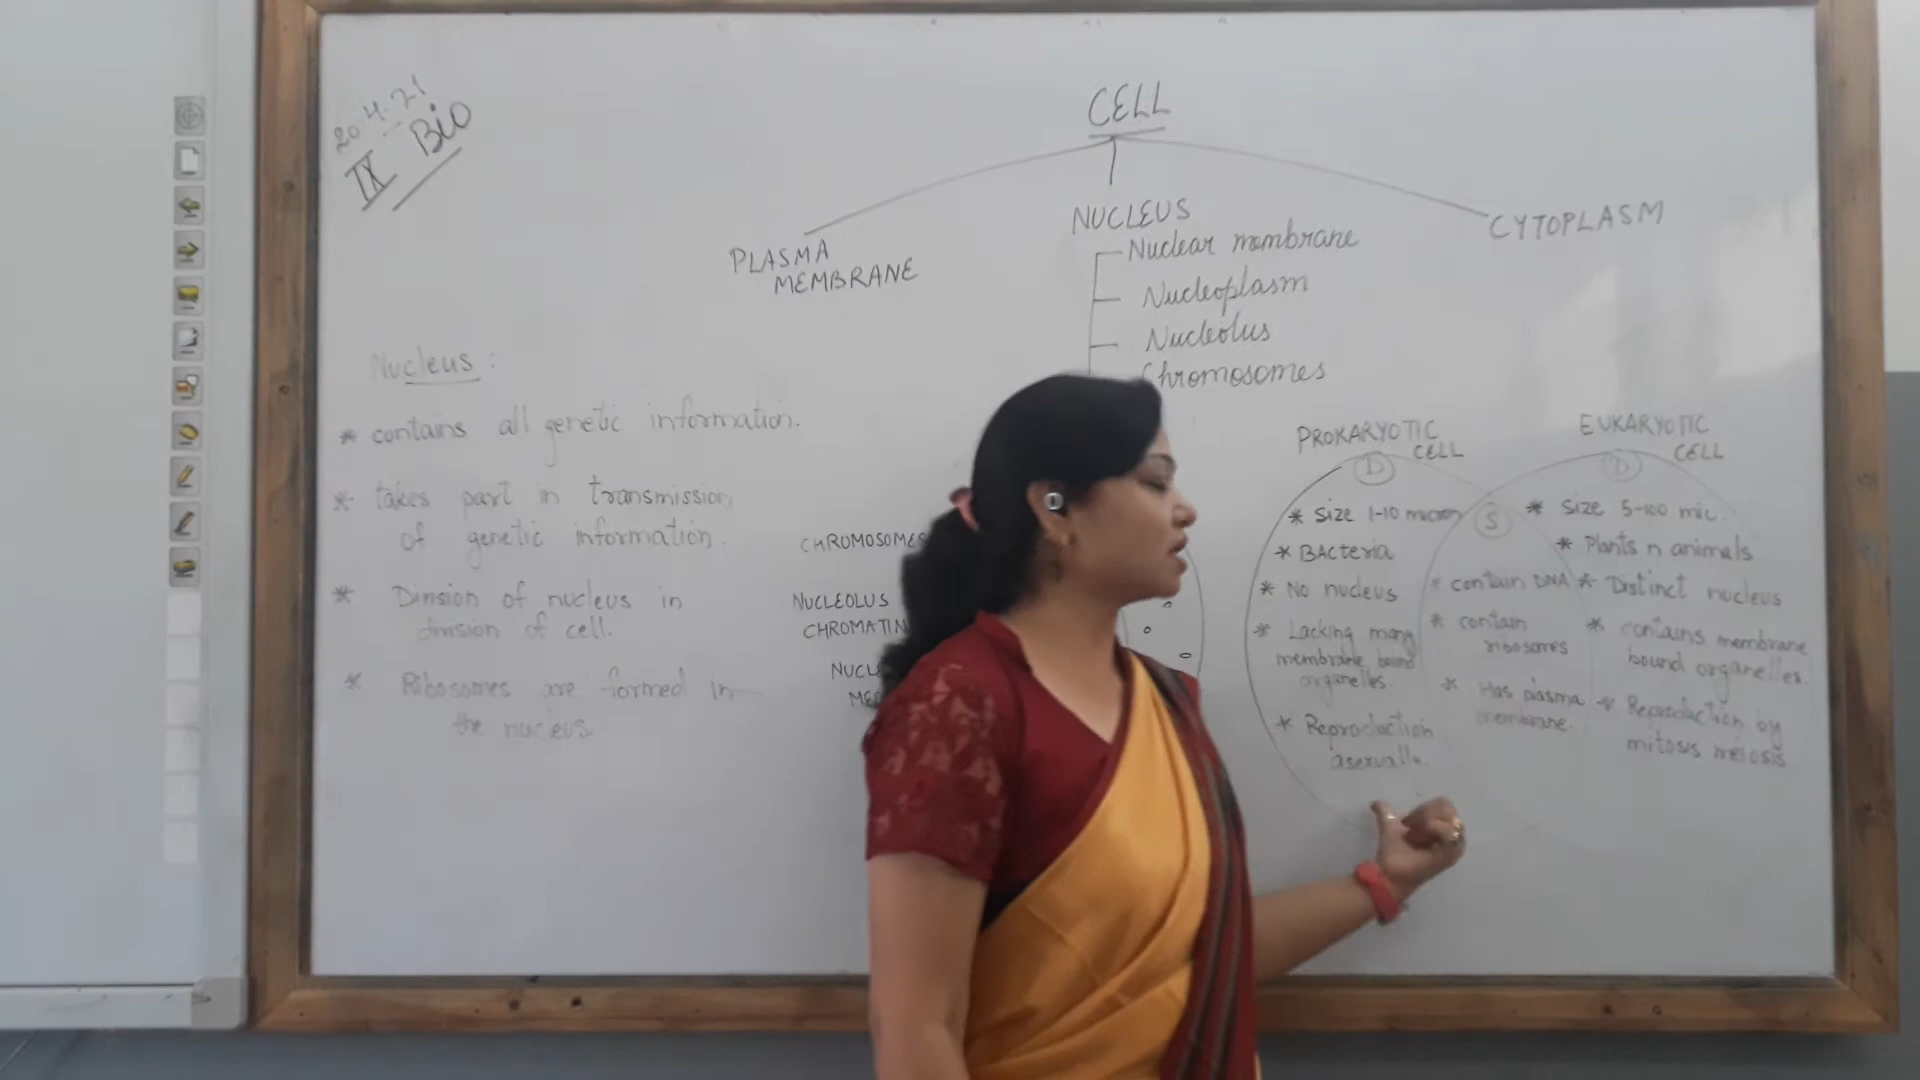 20.4.21
IX Bio
CELL
PLASMA
MEMBRANE
NUCLEUS
Nuclear membrane
Nucleoplasm
Nucleolus
Chromosomes
CYTOPLASM
Nucleus :
* contains all genetic information.
* takes part in transmission
of genetic information.
* Division of nucleus in
division of cell.
* Ribosomes are formed in
the nucleus.
CHROMOSOMES
NUCLEOLUS
CHROMATIN
PROKARYOTIC
CELL
D
* Size 1-10 micron
* BActeria
* No nucleus
* Lacking many
membrane bound
organelles.
* Reproduction
asexually.
S
* contain DNA
* contain
ribosomes
* Has plasma
membrane.
EUKARYOTIC
CELL
D
* Size 5-100 mic.
* Plants n animals
* Distinct nucleus
* contains membrane
bound organelles.
* Reproduction by
mitosis meiosis